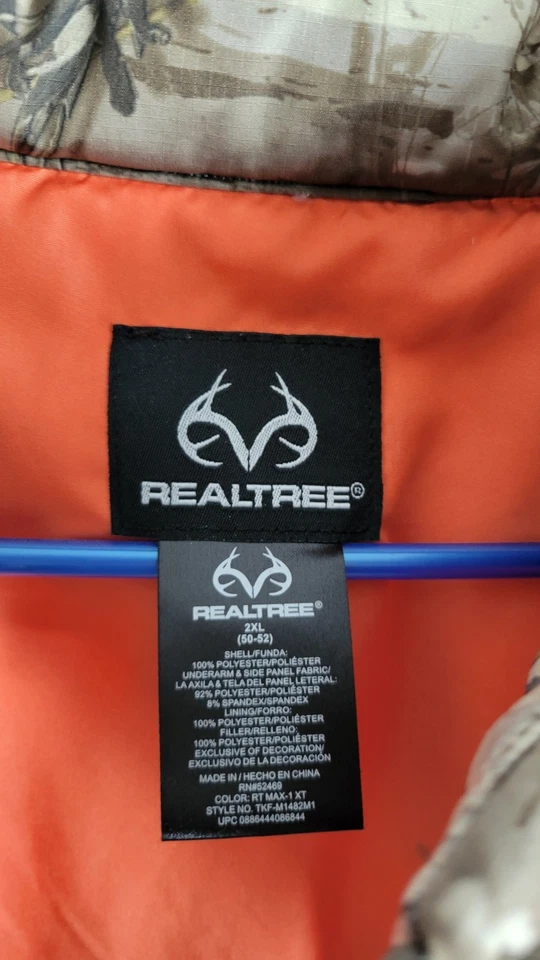 REALTREE®
REALTREE®
2XL
(50-52)
SHELL/FUNDA:
100% POLYESTER/POLIÉSTER
UNDERARM & SIDE PANEL FABRIC/
LA AXILA & TELA DEL PANEL LETERAL:
92% POLYESTER/POLIÉSTER
8% SPANDEX/SPANDEX
LINING/FORRO:
100% POLYESTER/POLIÉSTER
FILLER/RELLENO:
100% POLYESTER/POLIÉSTER
EXCLUSIVE OF DECORATION/
EXCLUSIVO DE LA DECORACIÓN
MADE IN / HECHO EN CHINA
RN#52469
COLOR: RT MAX-1 XT
STYLE NO. TKF-M1482M1
UPC 0886444086844